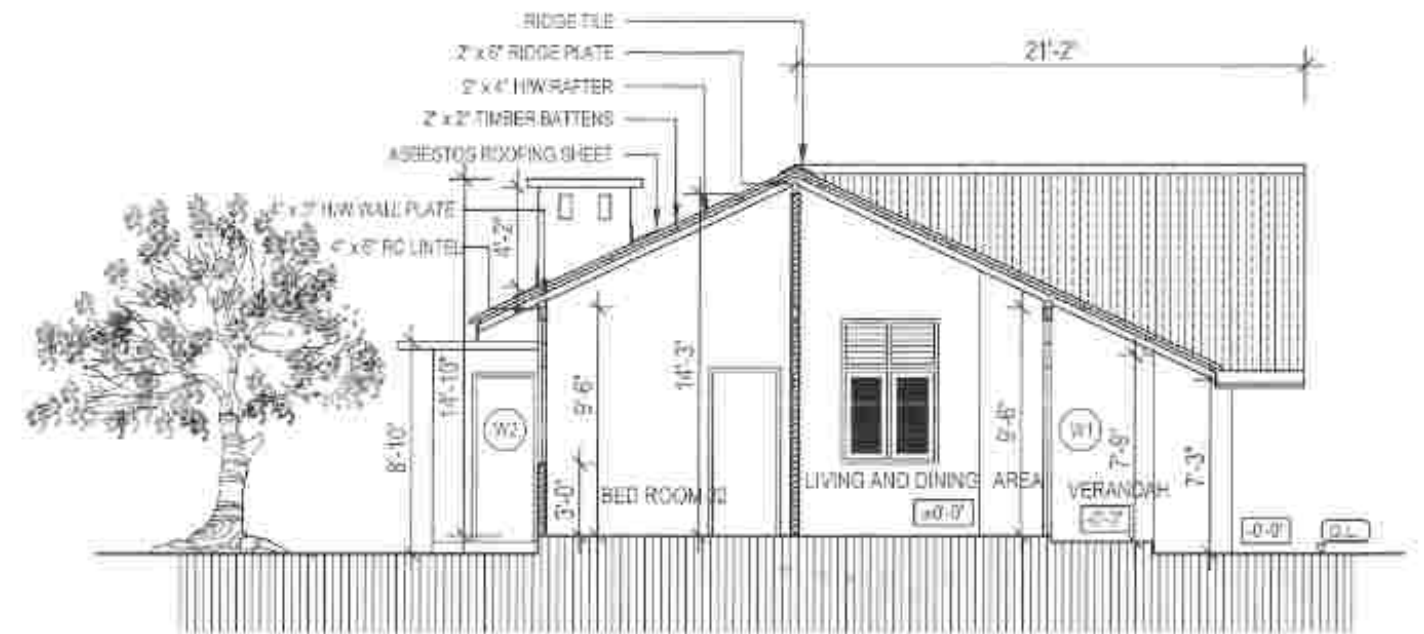 RIDGE TILE
2" x 6" RIDGE PLATE
21'-2"
2" x 4" H/W RAFTER
2" x 2" TIMBER BATTENS
ASBESTOS ROOFING SHEET
4" x 3" H/W WALL PLATE
4'-2"
4" x 6" RC LINTEL
14'-10"
8'-10"
W2
9'-6"
3'-0"
14'-3"
BED ROOM 02
LIVING AND DINING AREA
±0'-0"
9'-6"
W1
7'-9"
VERANDAH
7'-3"
G.L.